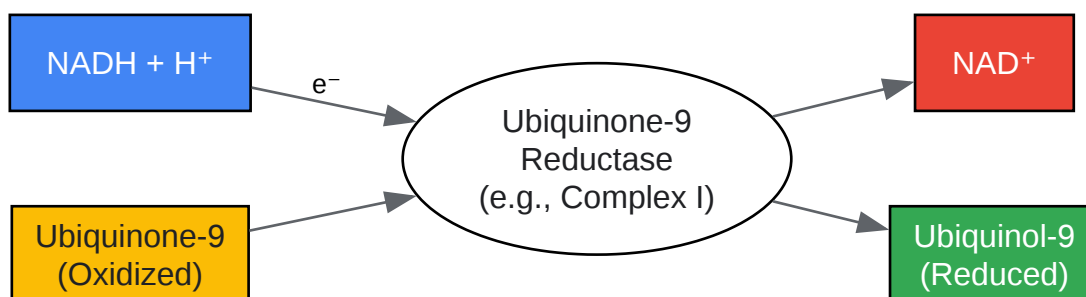 NADH + H⁺
e⁻
NAD⁺
Ubiquinone-9
Reductase
(e.g., Complex I)
Ubiquinone-9
(Oxidized)
Ubiquinol-9
(Reduced)